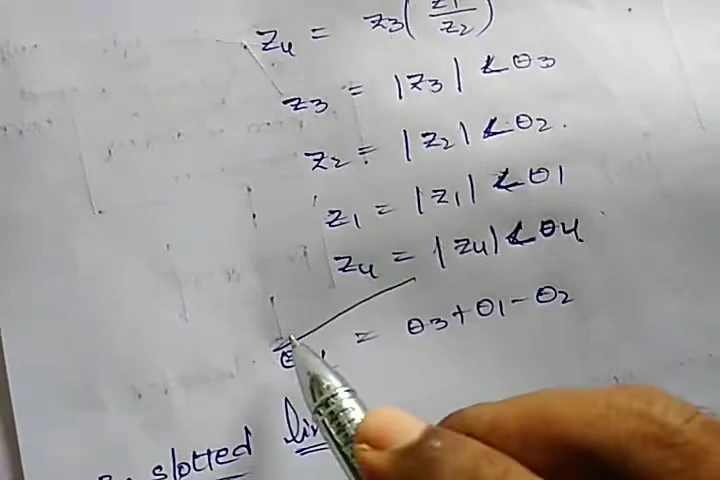 Z4 = Z3(Z1/Z2)
Z3 = |Z3| ∠θ3
Z2 = |Z2| ∠θ2.
Z1 = |Z1| ∠θ1
Z4 = |Z4| ∠θ4
= θ3+θ1-θ2
slotted